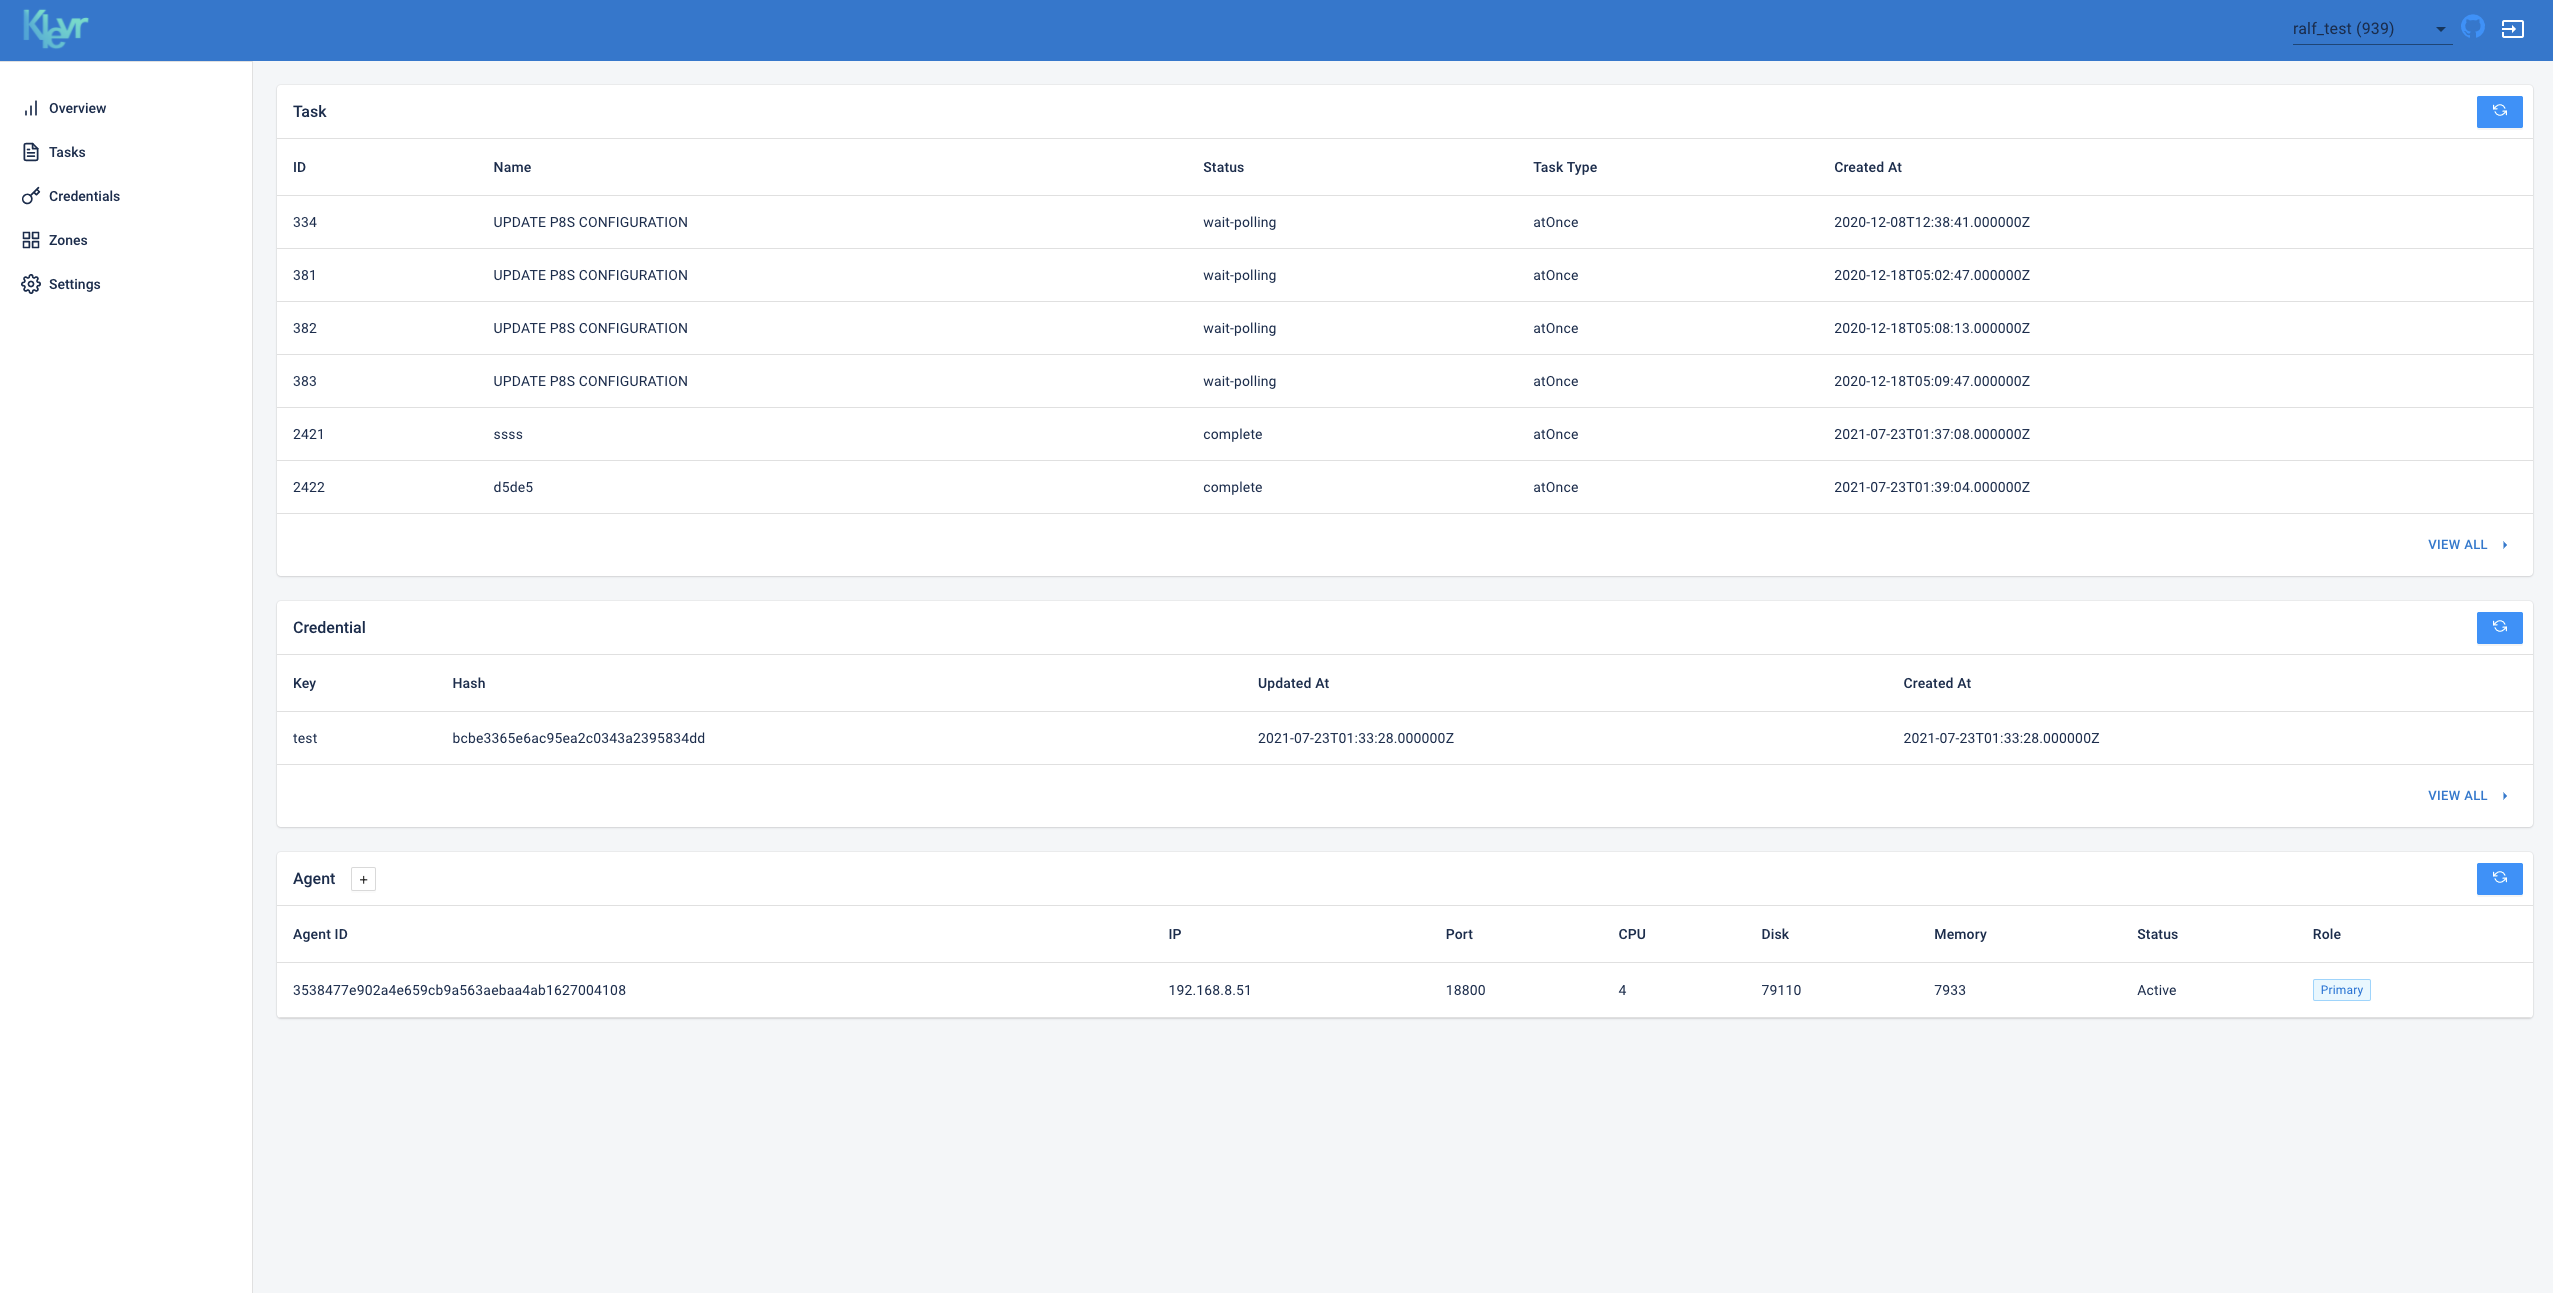 Klevr
ralf_test (939)
Overview
Tasks
Credentials
Zones
Settings
Task
ID Name Status Task Type Created At
334 UPDATE P8S CONFIGURATION wait-polling atOnce 2020-12-08T12:38:41.000000Z
381 UPDATE P8S CONFIGURATION wait-polling atOnce 2020-12-18T05:02:47.000000Z
382 UPDATE P8S CONFIGURATION wait-polling atOnce 2020-12-18T05:08:13.000000Z
383 UPDATE P8S CONFIGURATION wait-polling atOnce 2020-12-18T05:09:47.000000Z
2421 ssss complete atOnce 2021-07-23T01:37:08.000000Z
2422 d5de5 complete atOnce 2021-07-23T01:39:04.000000Z
VIEW ALL
Credential
Key Hash Updated At Created At
test bcbe3365e6ac95ea2c0343a2395834dd 2021-07-23T01:33:28.000000Z 2021-07-23T01:33:28.000000Z
VIEW ALL
Agent +
Agent ID IP Port CPU Disk Memory Status Role
3538477e902a4e659cb9a563aebaa4ab1627004108 192.168.8.51 18800 4 79110 7933 Active Primary